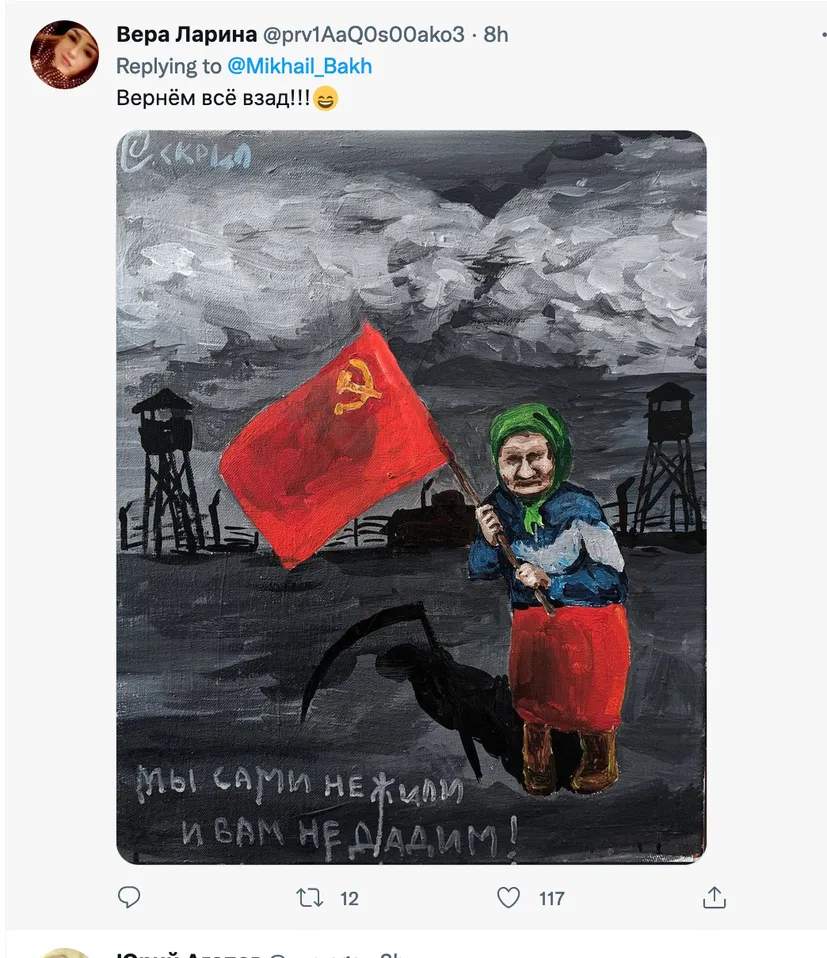 Вера Ларина @prv1AaQ0s00ako3 · 8h
Replying to @Mikhail_Bakh
Вернём всё взад!!!😄
МЫ САМИ НЕ ЖИЛИ
И ВАМ НЕ ДАДИМ!
12 117